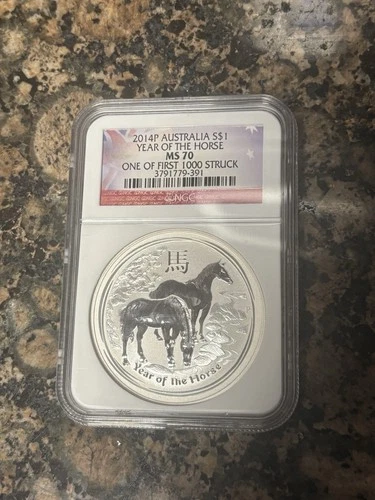 2014P AUSTRALIA S$1
YEAR OF THE HORSE
MS 70
ONE OF FIRST 1000 STRUCK
3791779-391
NGC
馬
Year of the Horse